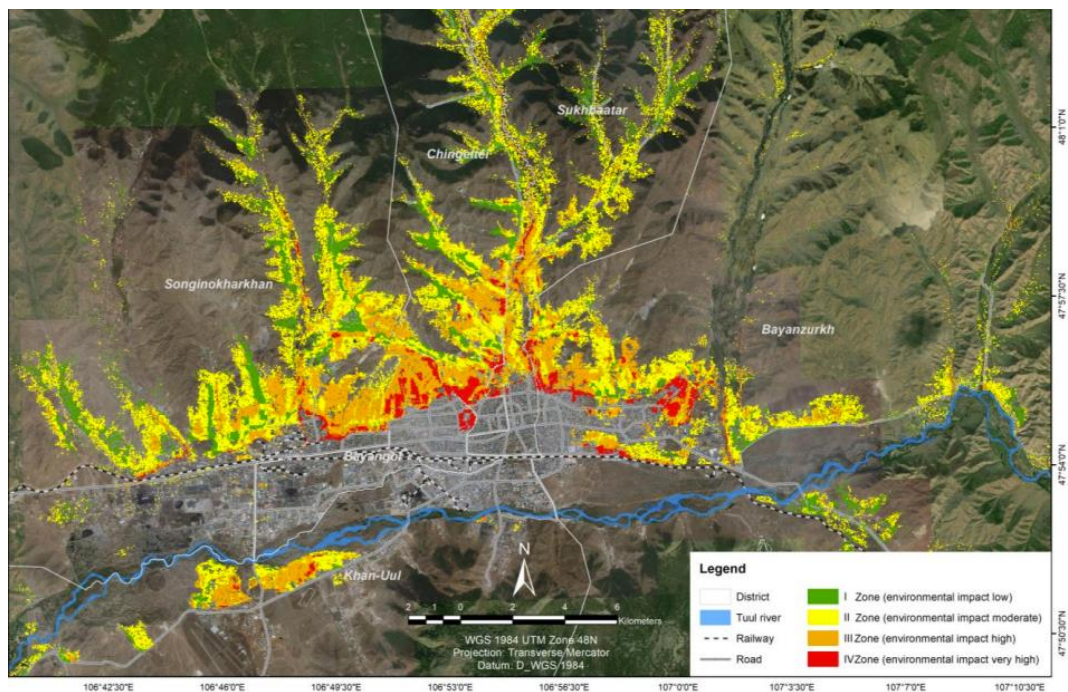 Sukhbaatar
Chingeltei
Songinokharkhan
Bayanzurkh
Bayangol
Khan-Uul
48°1'0"N
47°57'30"N
47°54'0"N
47°50'30"N
N
2 1 0 2 4 6
Kilometers
WGS 1984 UTM Zone 48N
Projection: Transverse Mercator
Datum: D_WGS 1984
Legend
District
Tuul river
Railway
Road
I Zone (environmental impact low)
II Zone (environmental impact moderate)
III Zone (environmental impact high)
IV Zone (environmental impact very high)
106°42'30"E 106°46'0"E 106°49'30"E 106°53'0"E 106°56'30"E 107°0'0"E 107°3'30"E 107°7'0"E 107°10'30"E